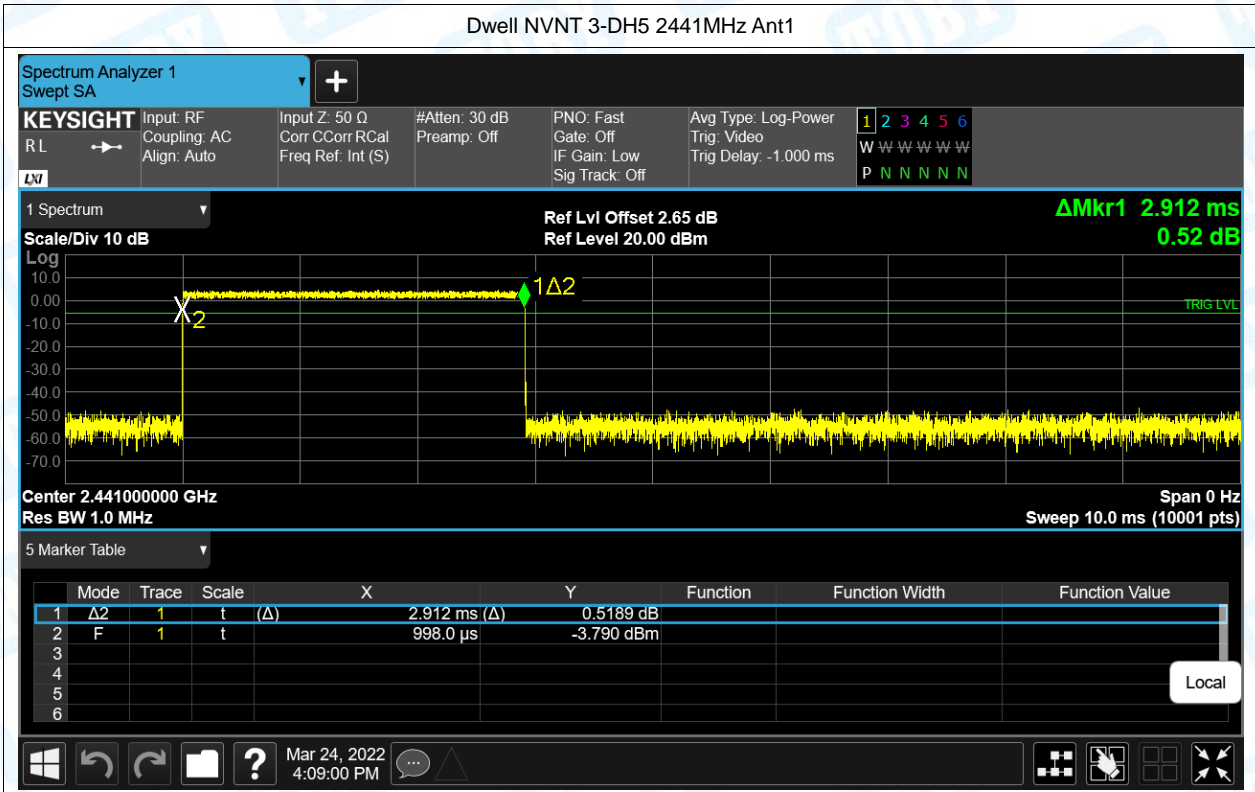 Dwell NVNT 3-DH5 2441MHz Ant1
Spectrum Analyzer 1
Swept SA
KEYSIGHT Input: RF Input Z: 50 Ω #Atten: 30 dB PNO: Fast Avg Type: Log-Power 1 2 3 4 5 6
RL Coupling: AC Corr CCorr RCal Preamp: Off Gate: Off Trig: Video W W W W W W
Align: Auto Freq Ref: Int (S) IF Gain: Low Trig Delay: -1.000 ms
LXI Sig Track: Off P N N N N N
1 Spectrum Ref Lvl Offset 2.65 dB ΔMkr1 2.912 ms
Scale/Div 10 dB Ref Level 20.00 dBm 0.52 dB
Log
10.0
1Δ2
0.00
TRIG LVL
2
-10.0
-20.0
-30.0
-40.0
-50.0
-60.0
-70.0
Center 2.441000000 GHz Span 0 Hz
Res BW 1.0 MHz Sweep 10.0 ms (10001 pts)
5 Marker Table
Mode Trace Scale X Y Function Function Width Function Value
1 Δ2 1 t (Δ) 2.912 ms (Δ) 0.5189 dB
2 F 1 t 998.0 µs -3.790 dBm
3
4
5
6
Local
? Mar 24, 2022
4:09:00 PM